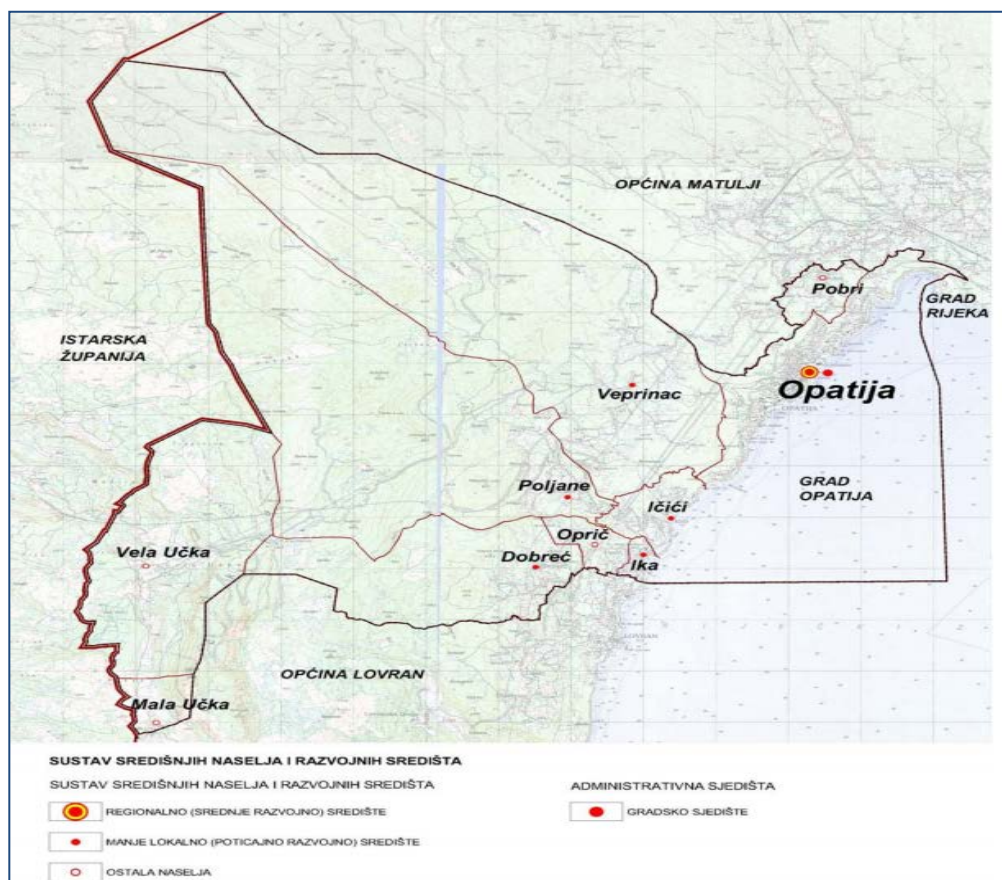 OPĆINA MATULJI
Pobri
GRAD
RIJEKA
ISTARSKA
ŽUPANIJA
Veprinac
Opatija
OPATIJA
GRAD
OPATIJA
Poljane
Ičići
Oprič
Vela Učka
Dobreć
Ika
LOVRAN
OPĆINA LOVRAN
Mala Učka
SUSTAV SREDIŠNJIH NASELJA I RAZVOJNIH SREDIŠTA
SUSTAV SREDIŠNJIH NASELJA I RAZVOJNIH SREDIŠTA
ADMINISTRATIVNA SJEDIŠTA
REGIONALNO (SREDNJE RAZVOJNO) SREDIŠTE
GRADSKO SJEDIŠTE
MANJE LOKALNO (POTICAJNO RAZVOJNO) SREDIŠTE
OSTALA NASELJA